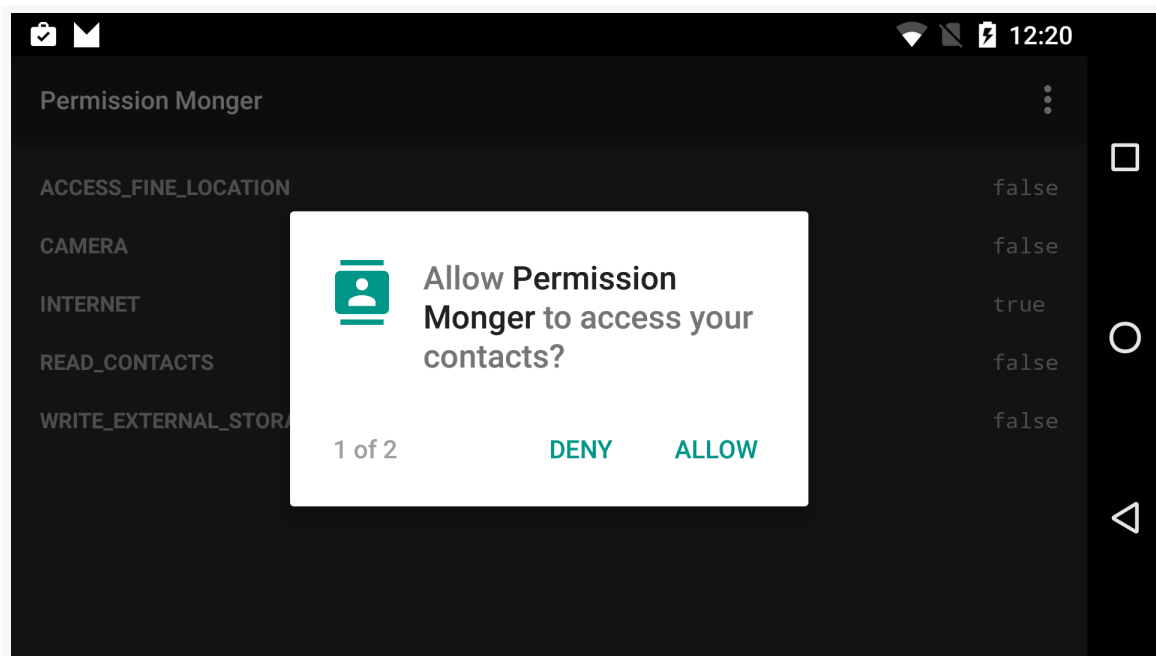 12:20
Permission Monger
ACCESS_FINE_LOCATION false
CAMERA false
INTERNET true
READ_CONTACTS false
WRITE_EXTERNAL_STORA false
Allow Permission
Monger to access your
contacts?
1 of 2 DENY ALLOW